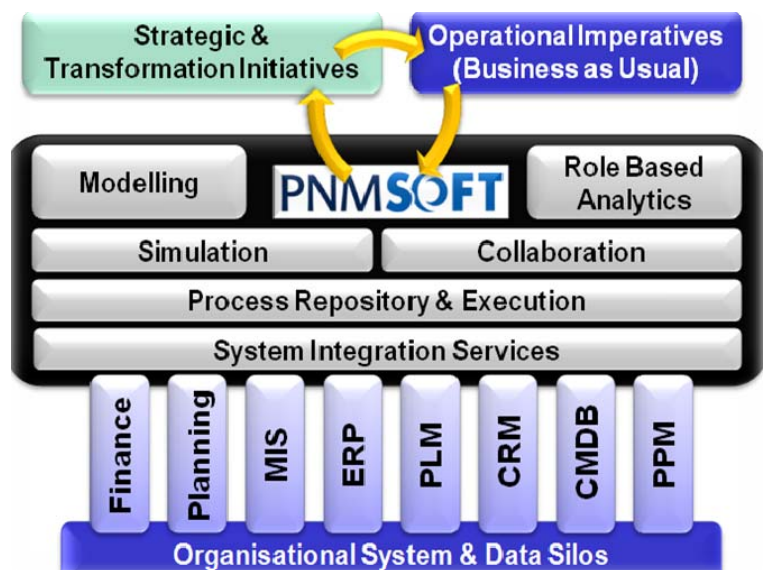 Strategic &
Transformation Initiatives
Operational Imperatives
(Business as Usual)
Modelling
PNMSOFT
Role Based
Analytics
Simulation
Collaboration
Process Repository & Execution
System Integration Services
Finance
Planning
MIS
ERP
PLM
CRM
CMDB
PPM
Organisational System & Data Silos